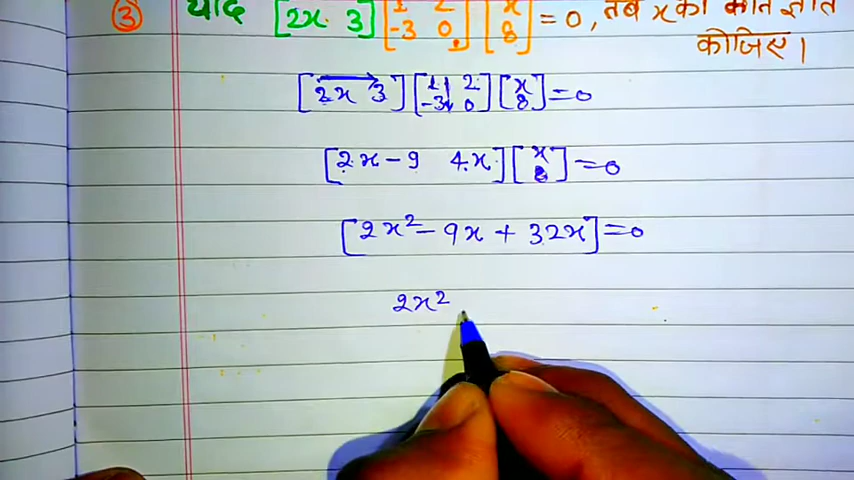 ③ यदि [2x 3] [1 2 -3 0] [x 8] = 0, तब x का मान ज्ञात
कीजिए।
[2x 3] [1 2 -3 0] [x 8] = 0
[2x - 9 4x] [x 8] = 0
[2x² - 9x + 32x] = 0
2x²